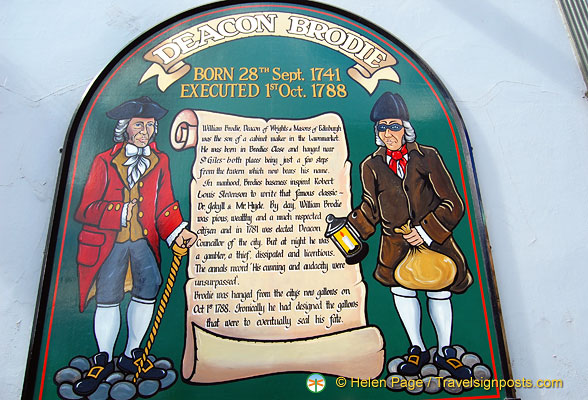 DEACON BRODIE
BORN 28TH Sept. 1741
EXECUTED 1ST Oct. 1788
William Brodie, Deacon of Wrights & Masons of Edinburgh
was the son of a cabinet maker in the Lawnmarket.
He was born in Brodies Close and hanged near
St Giles - both places being just a few steps
from the tavern which now bears his name.
In manhood, Brodies baseness inspired Robert
Louis Stevenson to write that famous classic -
Dr Jekyll & Mr. Hyde. By day, William Brodie
was pious, wealthy and a much respected
citizen and in 1781 was elected Deacon
Councillor of the city. But at night he was
a gambler, a thief, dissipated and licentious.
The annals record 'His cunning and audacity were
unsurpassed.
Brodie was hanged from the city's new gallows on
Oct 1st 1788. Ironically he had designed the gallows
that were to eventually seal his fate.
© Helen Page / TravelSignposts.com